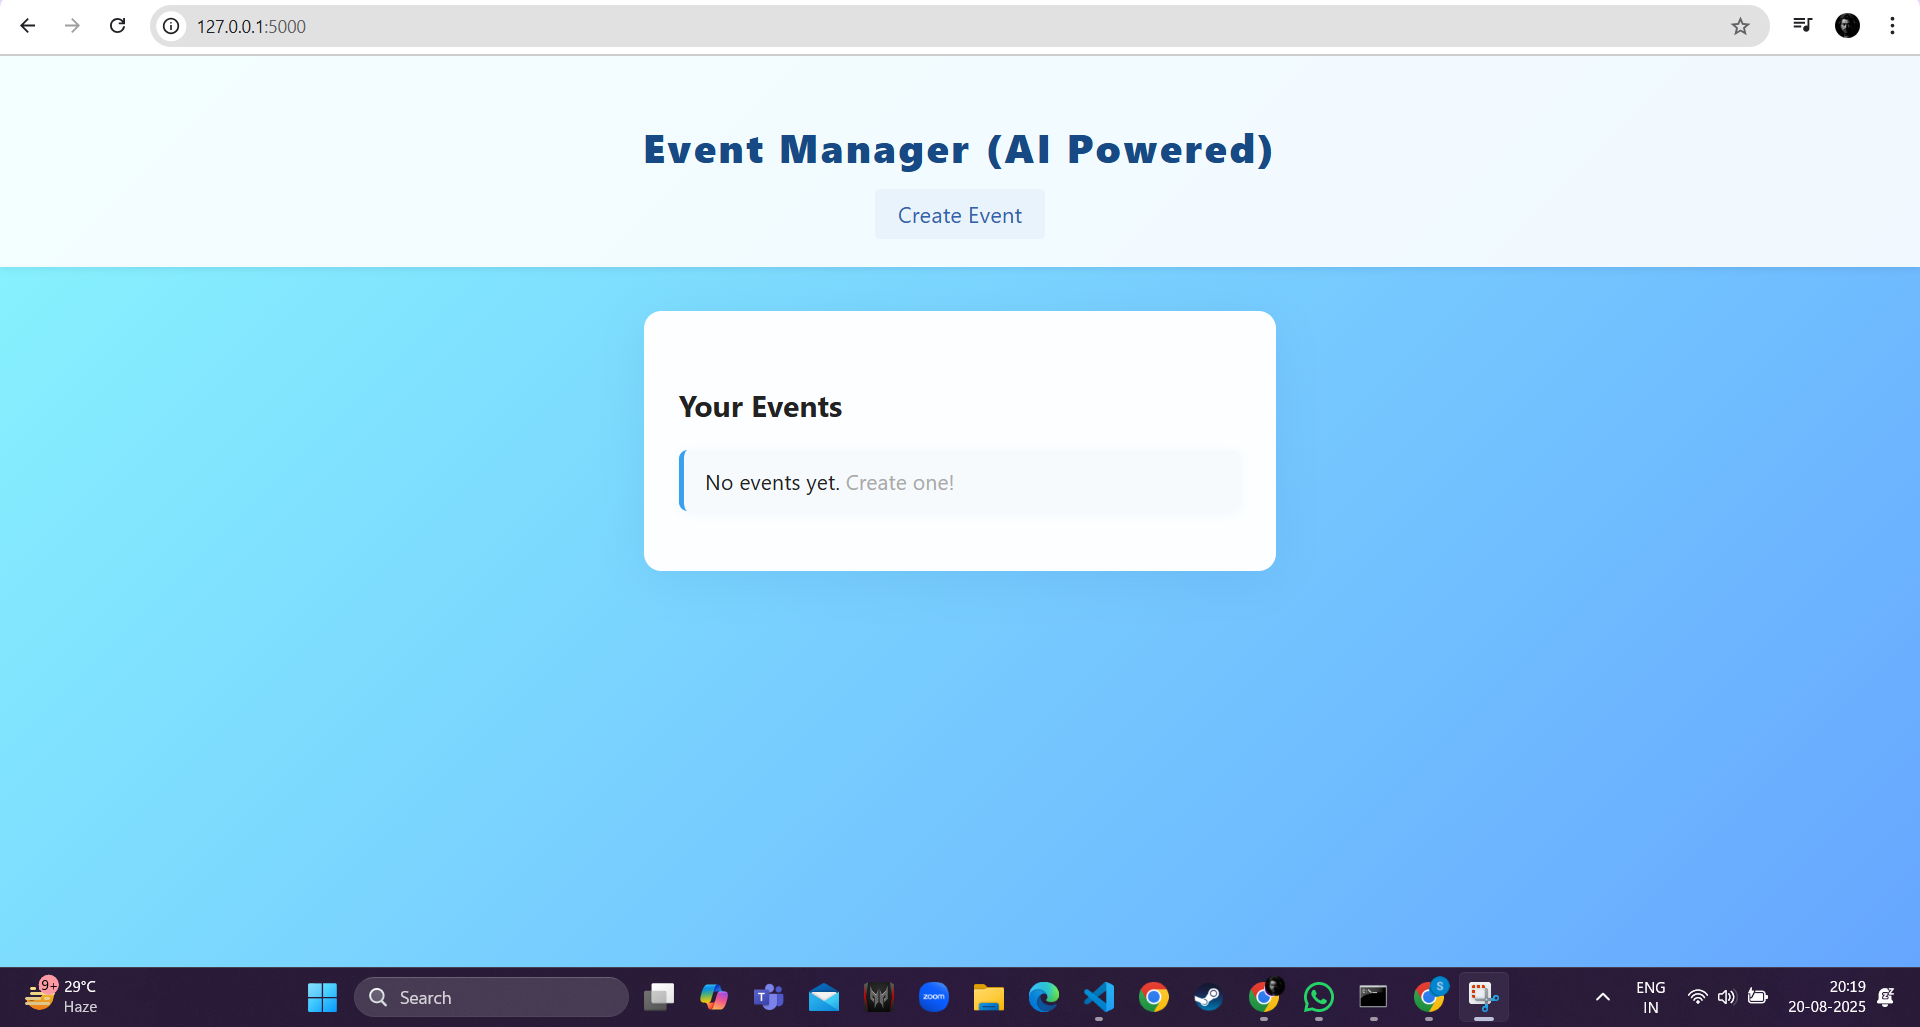 127.0.0.1:5000
Event Manager (AI Powered)
Create Event
Your Events
No events yet. Create one!
9+
29°C
Haze
Search
T
zoom
S
ENG
IN
20:19
20-08-2025